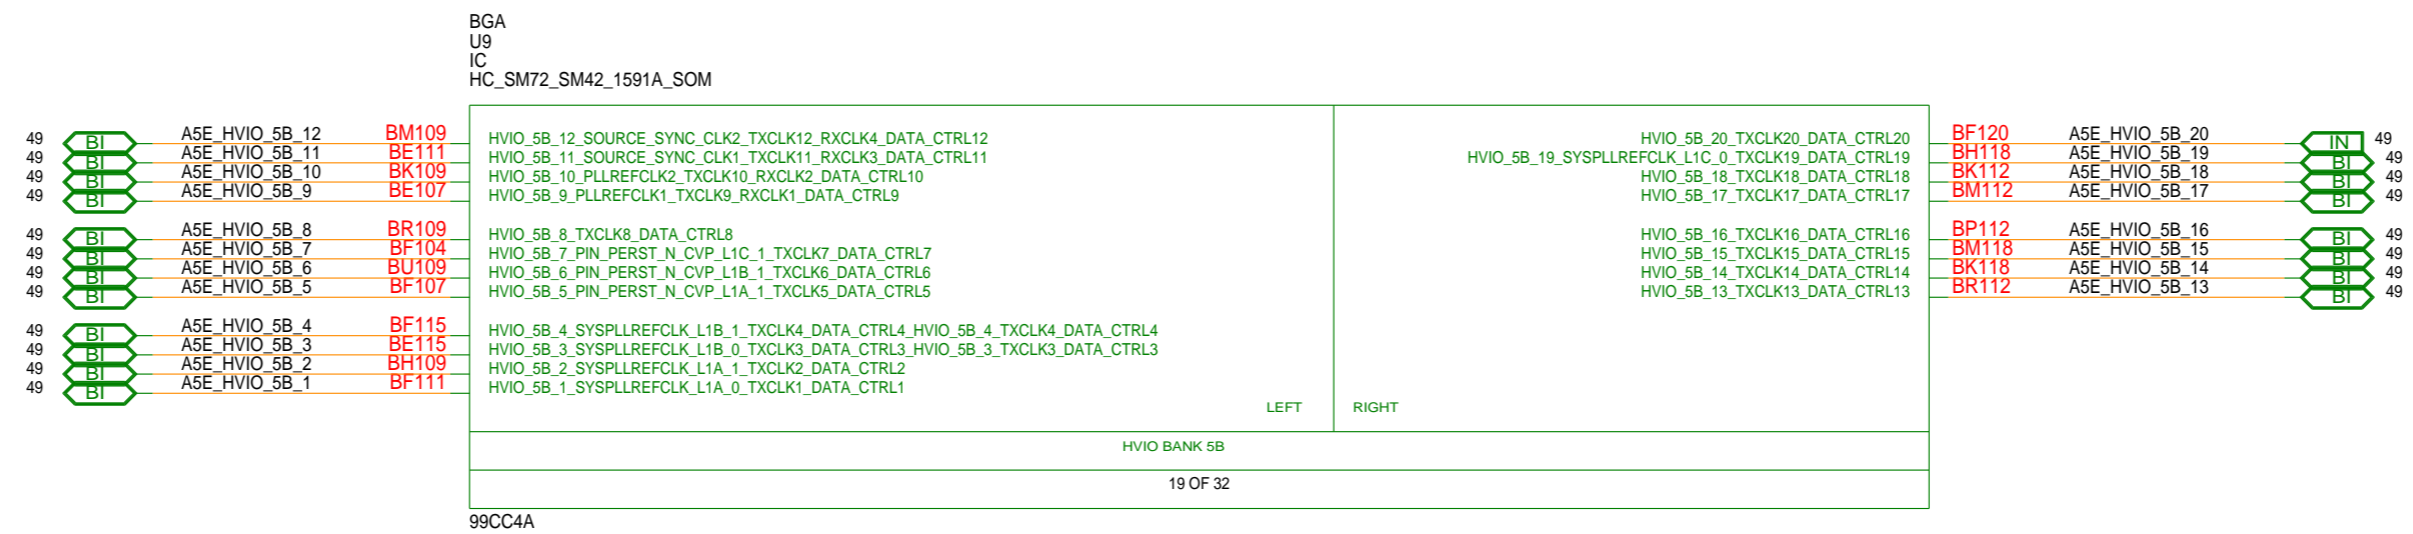 BGA
U9
IC
HC_SM72_SM42_1591A_SOM
49 BI A5E_HVIO_5B_12 BM109 HVIO_5B_12_SOURCE_SYNC_CLK2_TXCLK12_RXCLK4_DATA_CTRL12 HVIO_5B_20_TXCLK20_DATA_CTRL20 BF120 A5E_HVIO_5B_20 IN 49
49 BI A5E_HVIO_5B_11 BE111 HVIO_5B_11_SOURCE_SYNC_CLK1_TXCLK11_RXCLK3_DATA_CTRL11 HVIO_5B_19_SYSPLLREFCLK_L1C_0_TXCLK19_DATA_CTRL19 BH118 A5E_HVIO_5B_19 BI 49
49 BI A5E_HVIO_5B_10 BK109 HVIO_5B_10_PLLREFCLK2_TXCLK10_RXCLK2_DATA_CTRL10 HVIO_5B_18_TXCLK18_DATA_CTRL18 BK112 A5E_HVIO_5B_18 BI 49
49 BI A5E_HVIO_5B_9 BE107 HVIO_5B_9_PLLREFCLK1_TXCLK9_RXCLK1_DATA_CTRL9 HVIO_5B_17_TXCLK17_DATA_CTRL17 BM112 A5E_HVIO_5B_17 BI 49
49 BI A5E_HVIO_5B_8 BR109 HVIO_5B_8_TXCLK8_DATA_CTRL8 HVIO_5B_16_TXCLK16_DATA_CTRL16 BP112 A5E_HVIO_5B_16 BI 49
49 BI A5E_HVIO_5B_7 BF104 HVIO_5B_7_PIN_PERST_N_CVP_L1C_1_TXCLK7_DATA_CTRL7 HVIO_5B_15_TXCLK15_DATA_CTRL15 BM118 A5E_HVIO_5B_15 BI 49
49 BI A5E_HVIO_5B_6 BU109 HVIO_5B_6_PIN_PERST_N_CVP_L1B_1_TXCLK6_DATA_CTRL6 HVIO_5B_14_TXCLK14_DATA_CTRL14 BK118 A5E_HVIO_5B_14 BI 49
49 BI A5E_HVIO_5B_5 BF107 HVIO_5B_5_PIN_PERST_N_CVP_L1A_1_TXCLK5_DATA_CTRL5 HVIO_5B_13_TXCLK13_DATA_CTRL13 BR112 A5E_HVIO_5B_13 BI 49
49 BI A5E_HVIO_5B_4 BF115 HVIO_5B_4_SYSPLLREFCLK_L1B_1_TXCLK4_DATA_CTRL4_HVIO_5B_4_TXCLK4_DATA_CTRL4
49 BI A5E_HVIO_5B_3 BE115 HVIO_5B_3_SYSPLLREFCLK_L1B_0_TXCLK3_DATA_CTRL3_HVIO_5B_3_TXCLK3_DATA_CTRL3
49 BI A5E_HVIO_5B_2 BH109 HVIO_5B_2_SYSPLLREFCLK_L1A_1_TXCLK2_DATA_CTRL2
49 BI A5E_HVIO_5B_1 BF111 HVIO_5B_1_SYSPLLREFCLK_L1A_0_TXCLK1_DATA_CTRL1
LEFT RIGHT
HVIO BANK 5B
19 OF 32
99CC4A